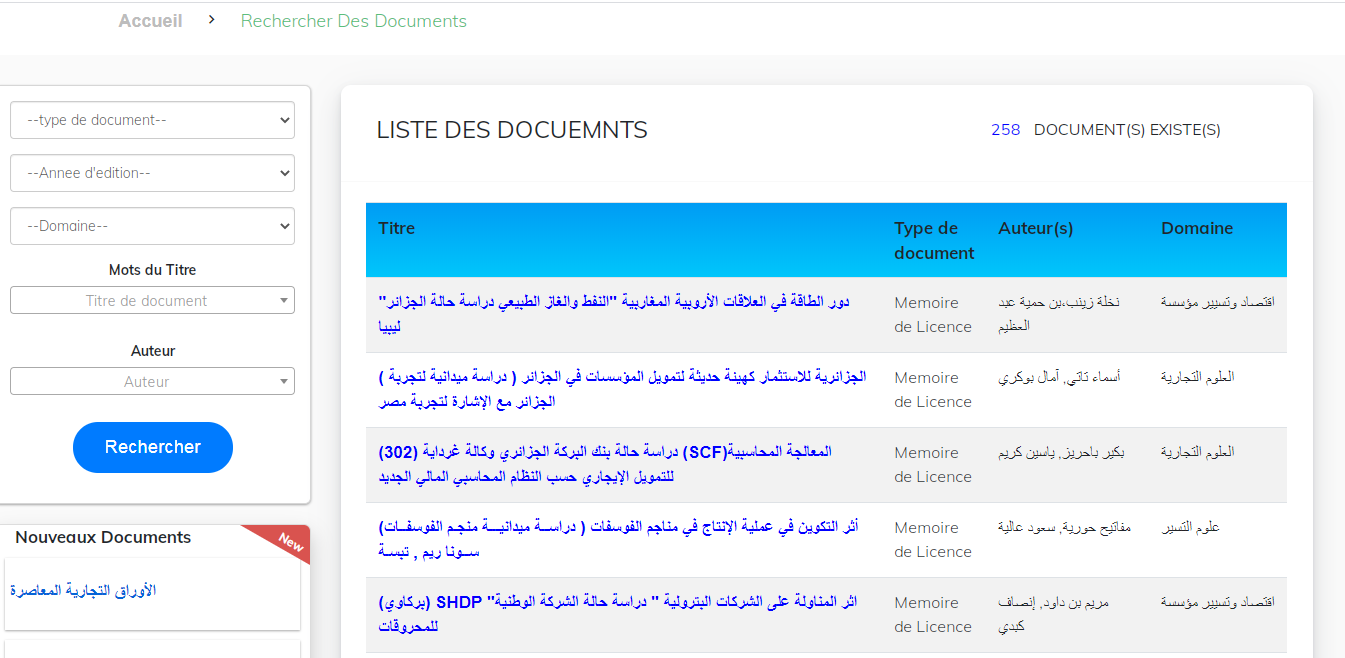 Accueil > Rechercher Des Documents
--type de document--
--Annee d'edition--
--Domaine--
Mots du Titre
Titre de document
Auteur
Auteur
Rechercher
Nouveaux Documents
New
الأوراق التجارية المعاصرة
LISTE DES DOCUEMNTS
258 DOCUMENT(S) EXISTE(S)
Titre
Type de
document
Auteur(s)
Domaine
دور الطاقة في العلاقات الأروبية المغاربية "النفط والغاز الطبيعي دراسة حالة الجزائر"
ليبيا
Memoire
de Licence
نخلة زينب،بن حمية عبد
العظيم
اقتصاد وتسيير مؤسسة
الجزائرية للاستثمار كهيئة حديثة لتمويل المؤسسات في الجزائر ( دراسة ميدانية لتجربة )
الجزائر مع الإشارة لتجربة مصر
Memoire
de Licence
أسماء تاتي, آمال بوكري
العلوم التجارية
المعالجة المحاسبية(SCF) دراسة حالة بنك البركة الجزائري وكالة غرداية (302)
للتمويل الإيجاري حسب النظام المحاسبي المالي الجديد
Memoire
de Licence
بكير باحريز, ياسين كريم
العلوم التجارية
أثر التكوين في عملية الإنتاج في مناجم الفوسفات ( دراســة ميدانيـــة منجـم الفوسفــات)
ســونا ريم , تبسـة
Memoire
de Licence
مفاتيح حورية, سعود عالية
علوم التسير
اثر المناولة على الشركات البترولية " دراسة حالة الشركة الوطنية" SHDP (بركاوي)
للمحروقات
Memoire
de Licence
مريم بن داود, إنصاف
كبدي
اقتصاد وتسيير مؤسسة